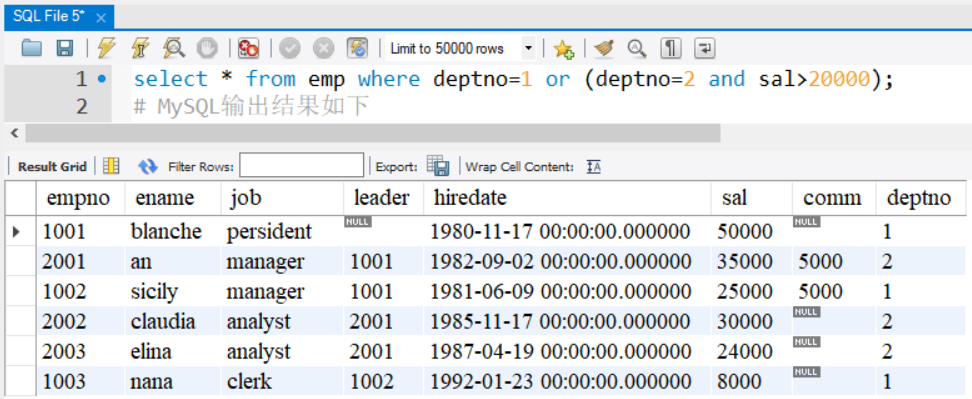 SQL File 5* ×
Limit to 50000 rows
1 select * from emp where deptno=1 or (deptno=2 and sal>20000);
2 # MySQL输出结果如下
Result Grid Filter Rows: Export: Wrap Cell Content:
empno ename job leader hiredate sal comm deptno
1001 blanche persident NULL 1980-11-17 00:00:00.000000 50000 NULL 1
2001 an manager 1001 1982-09-02 00:00:00.000000 35000 5000 2
1002 sicily manager 1001 1981-06-09 00:00:00.000000 25000 5000 1
2002 claudia analyst 2001 1985-11-17 00:00:00.000000 30000 NULL 2
2003 elina analyst 2001 1987-04-19 00:00:00.000000 24000 NULL 2
1003 nana clerk 1002 1992-01-23 00:00:00.000000 8000 NULL 1